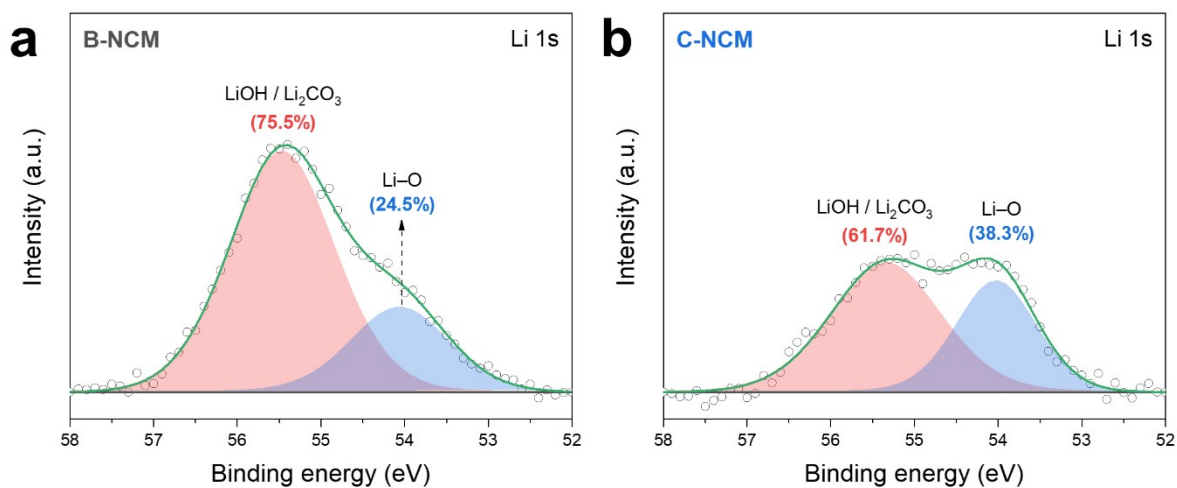 a
B-NCM
Li 1s
LiOH / Li₂CO₃
(75.5%)
Li–O
(24.5%)
Intensity (a.u.)
58 57 56 55 54 53 52
Binding energy (eV)
b
C-NCM
Li 1s
LiOH / Li₂CO₃
(61.7%)
Li–O
(38.3%)
Intensity (a.u.)
58 57 56 55 54 53 52
Binding energy (eV)